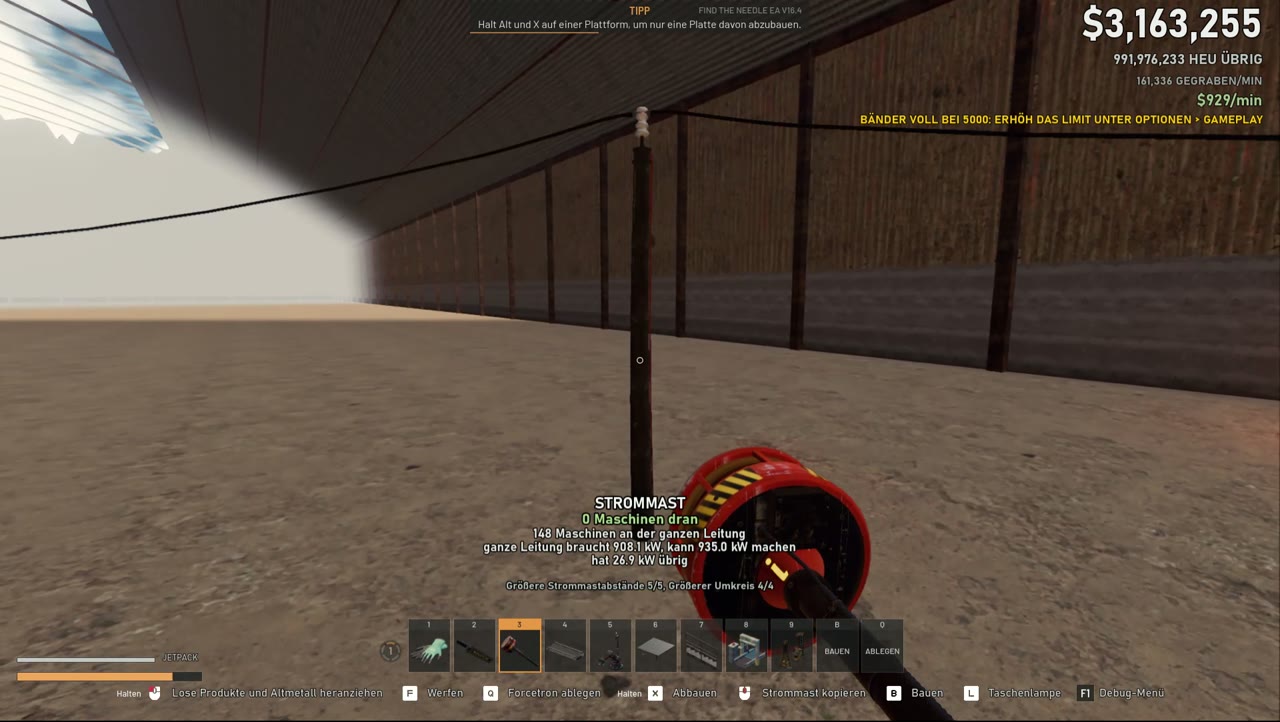 TIPP
FIND THE NEEDLE EA V16.4
Halt Alt und X auf einer Plattform, um nur eine Platte davon abzubauen.
$3,163,255
991,976,233 HEU ÜBRIG
161,336 GEGRABEN/MIN
$929/min
BÄNDER VOLL BEI 5000: ERHÖH DAS LIMIT UNTER OPTIONEN > GAMEPLAY
STROMMAST
0 Maschinen dran
148 Maschinen an der ganzen Leitung
ganze Leitung braucht 908.1 kW, kann 935.0 kW machen
hat 26.9 kW übrig
Größere Strommastabstände 5/5, Größerer Umkreis 4/4
1 2 3 4 5 6 7 8 9 B 0
1
BAUEN
ABLEGEN
JETPACK
Halten Lose Produkte und Altmetall heranziehen F Werfen Q Forcetron ablegen Halten X Abbauen Strommast kopieren B Bauen L Taschenlampe F1 Debug-Menü